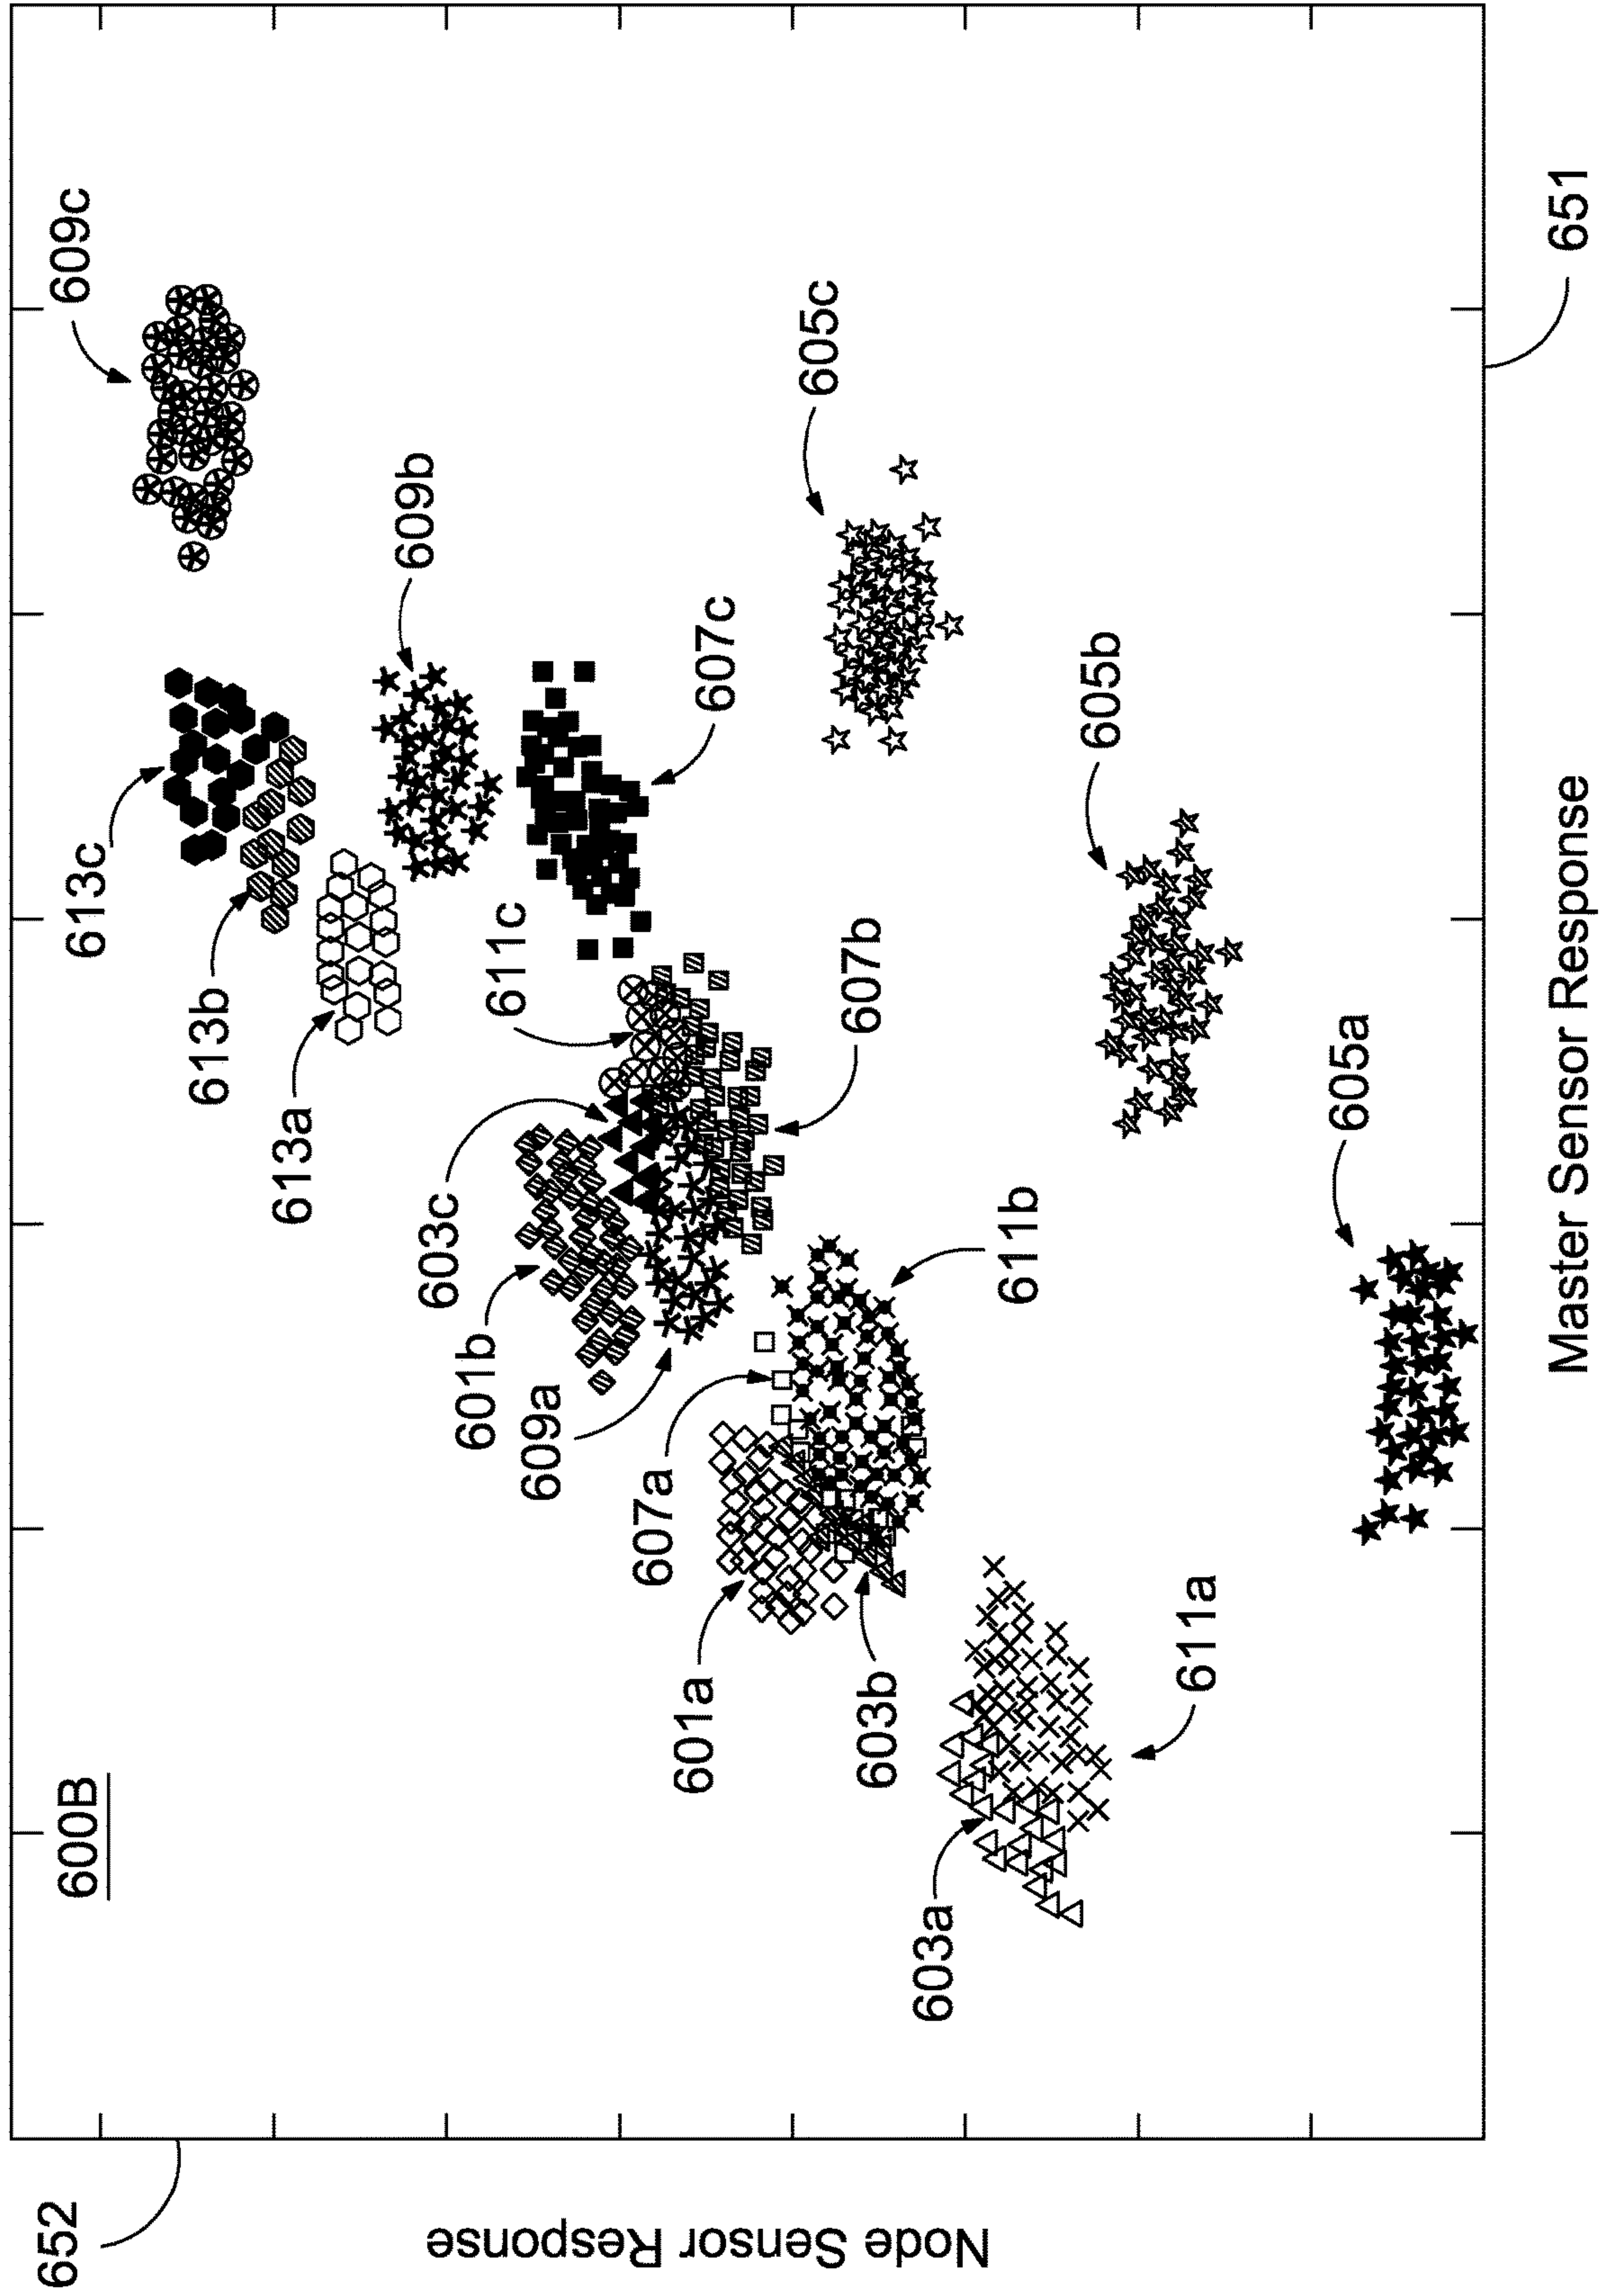 600B
652
Node Sensor Response
609c
613c
613b
613a
609b
607c
611c
603c
601b
609a
607b
605c
607a
601a
603b
611b
605b
603a
611a
605a
651
Master Sensor Response